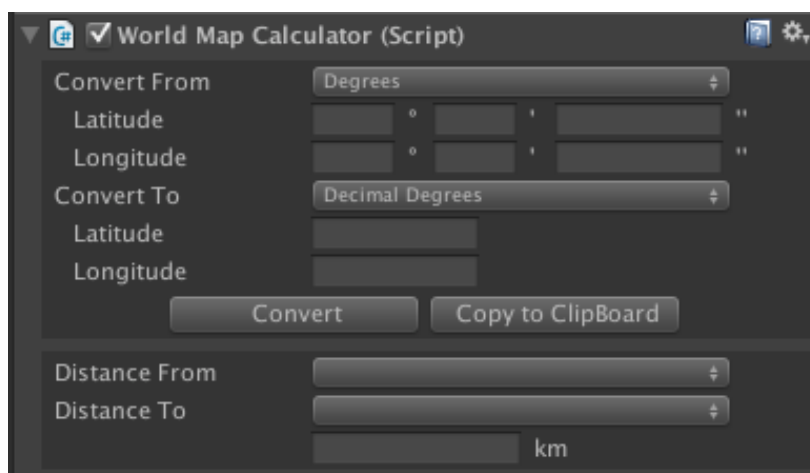 World Map Calculator (Script)
Convert From Degrees
Latitude ° ' "
Longitude ° ' "
Convert To Decimal Degrees
Latitude
Longitude
Convert Copy to ClipBoard
Distance From
Distance To
km